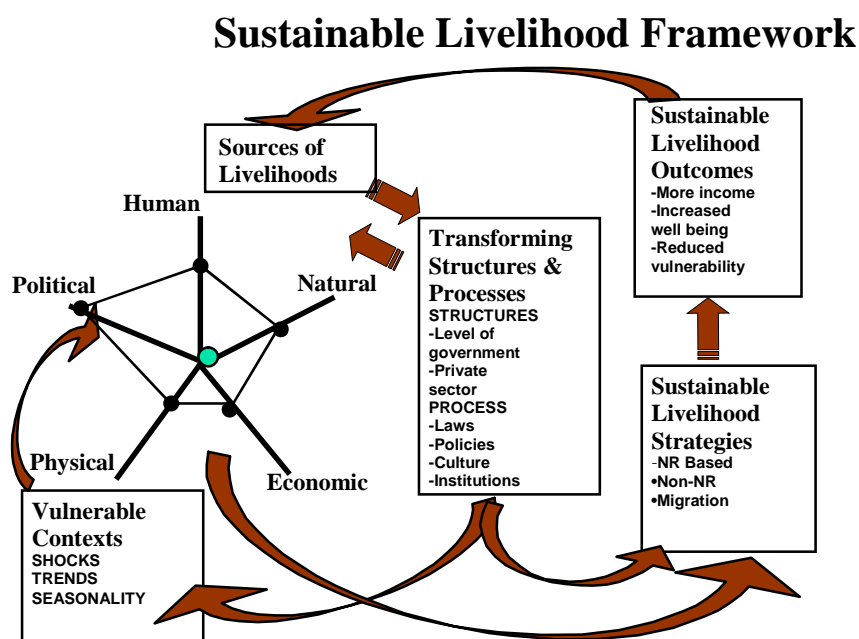 Sustainable Livelihood Framework
Sources of
Livelihoods
Human
Political
Natural
Physical
Economic
Vulnerable
Contexts
SHOCKS
TRENDS
SEASONALITY
Transforming
Structures &
Processes
STRUCTURES
-Level of
government
-Private
sector
PROCESS
-Laws
-Policies
-Culture
-Institutions
Sustainable
Livelihood
Outcomes
-More income
-Increased
well being
-Reduced
vulnerability
Sustainable
Livelihood
Strategies
-NR Based
•Non-NR
•Migration